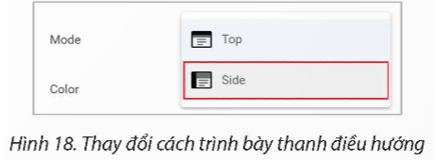 Mode
Top
Side
Color
Hình 18. Thay đổi cách trình bày thanh điều hướng